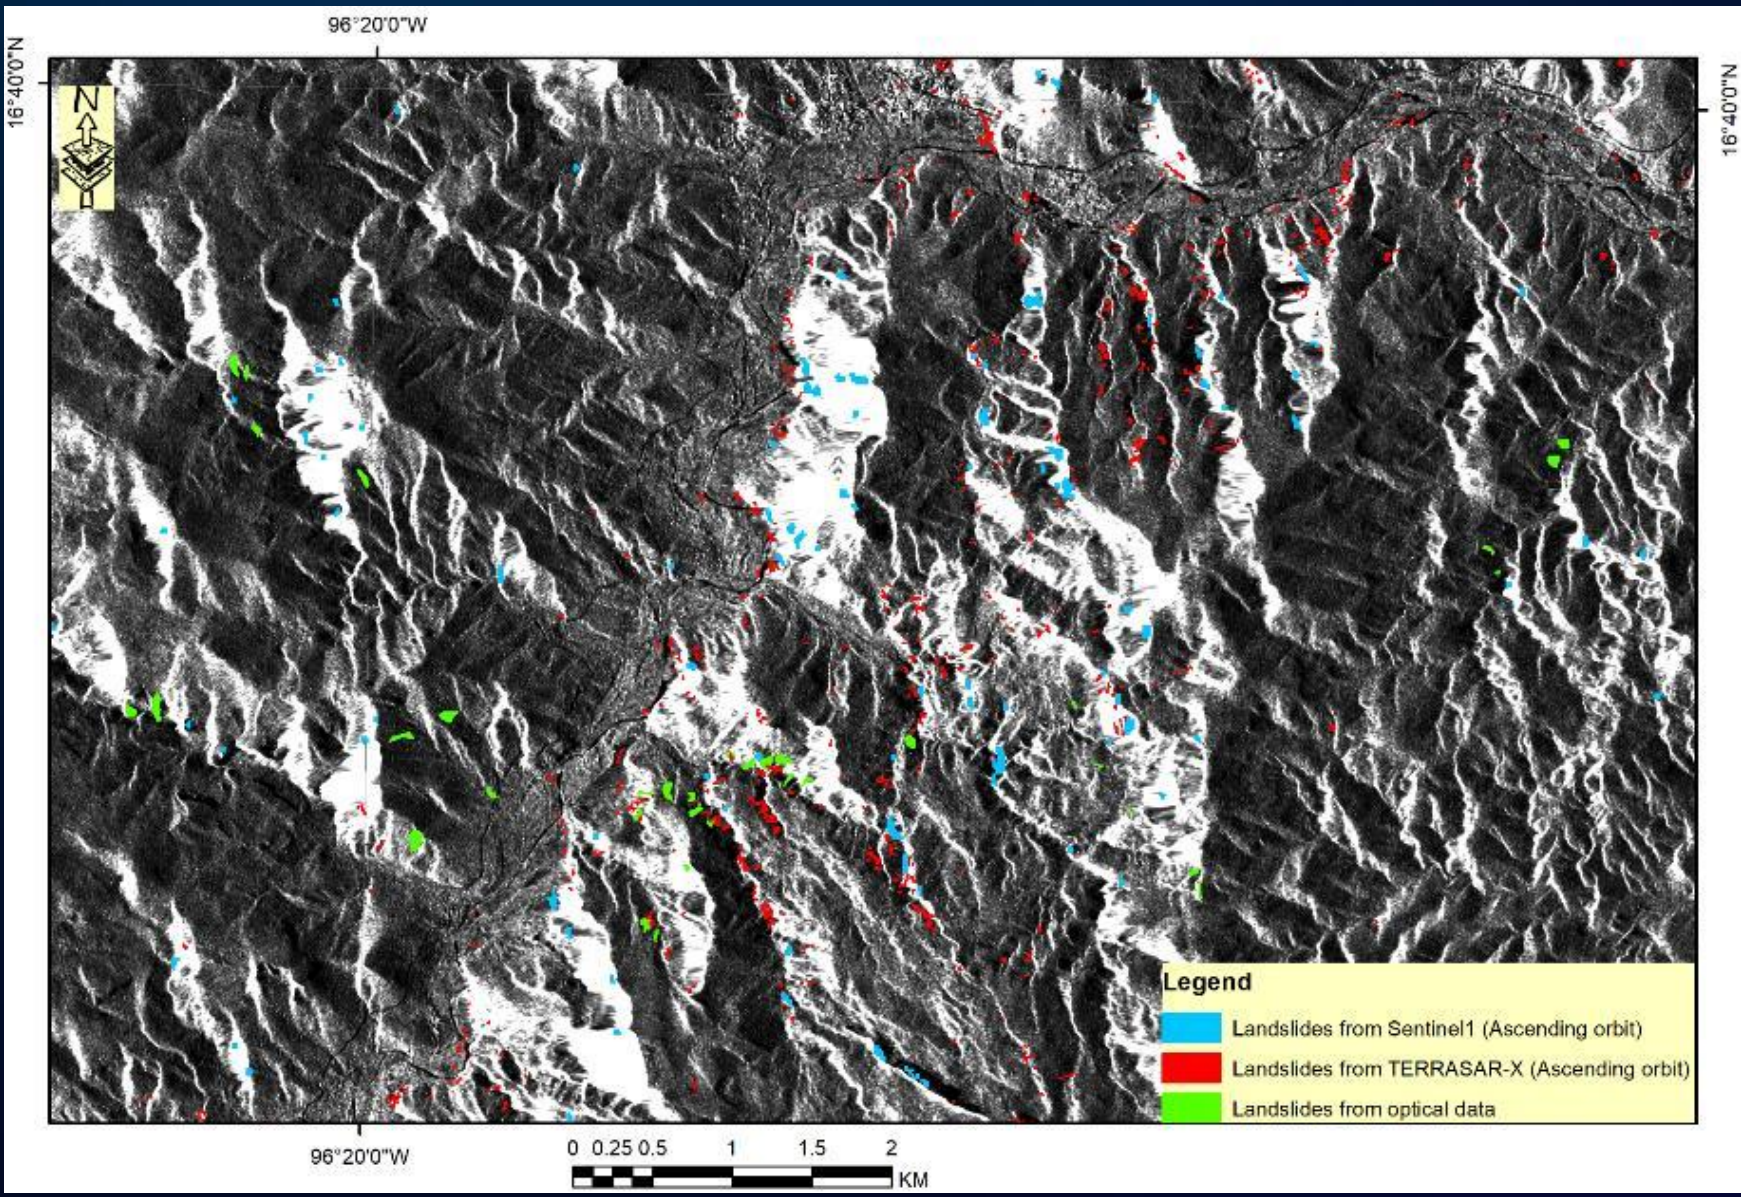 96°20'0"W
16°40'0"N
16°40'0"N
N
Legend
Landslides from Sentinel1 (Ascending orbit)
Landslides from TERRASAR-X (Ascending orbit)
Landslides from optical data
96°20'0"W
0 0.25 0.5 1 1.5 2
KM